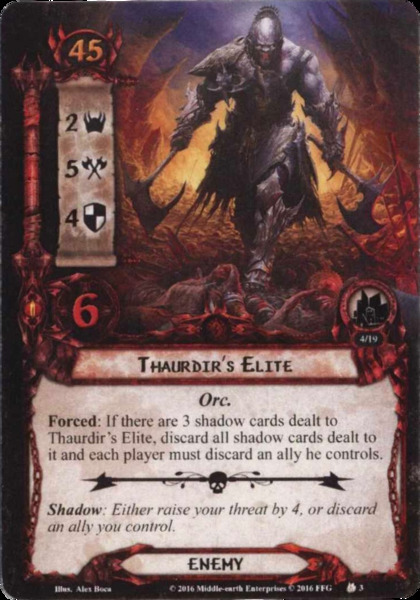 45
2
5
4
6
4/19
THAURDIR'S ELITE
Orc.
Forced: If there are 3 shadow cards dealt to
Thaurdir's Elite, discard all shadow cards dealt to
it and each player must discard an ally he controls.
Shadow: Either raise your threat by 4, or discard
an ally you control.
ENEMY
Illus. Alex Boca © 2016 Middle-earth Enterprises © 2016 FFG 3